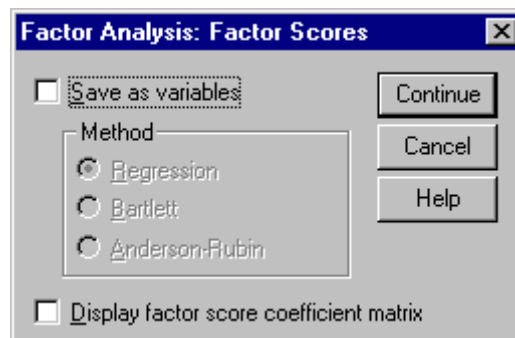 Factor Analysis: Factor Scores
Save as variables
Continue
Method
Cancel
Regression
Bartlett
Help
Anderson-Rubin
Display factor score coefficient matrix